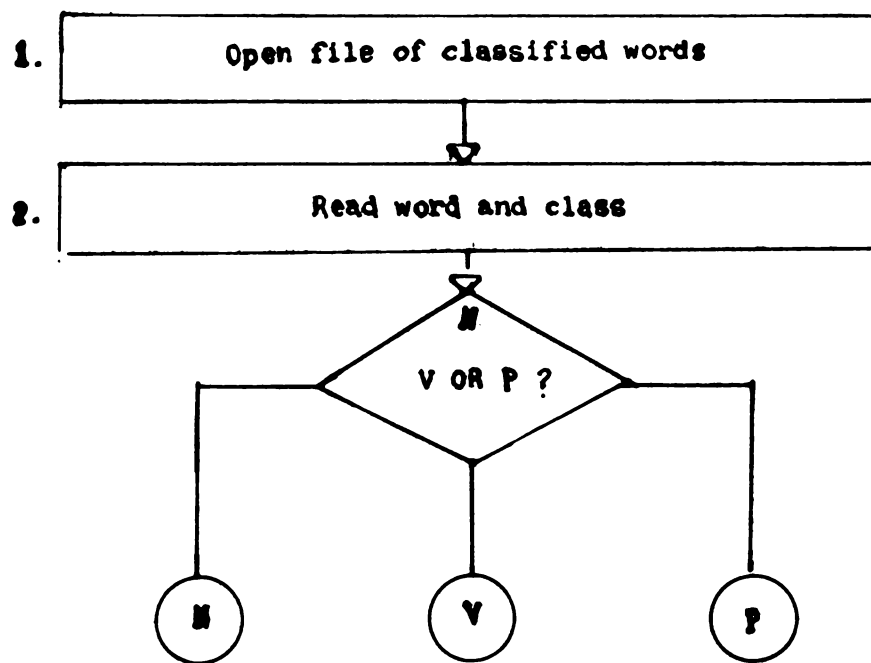 1. Open file of classified words
2. Read word and class
N
V OR P ?
N V P